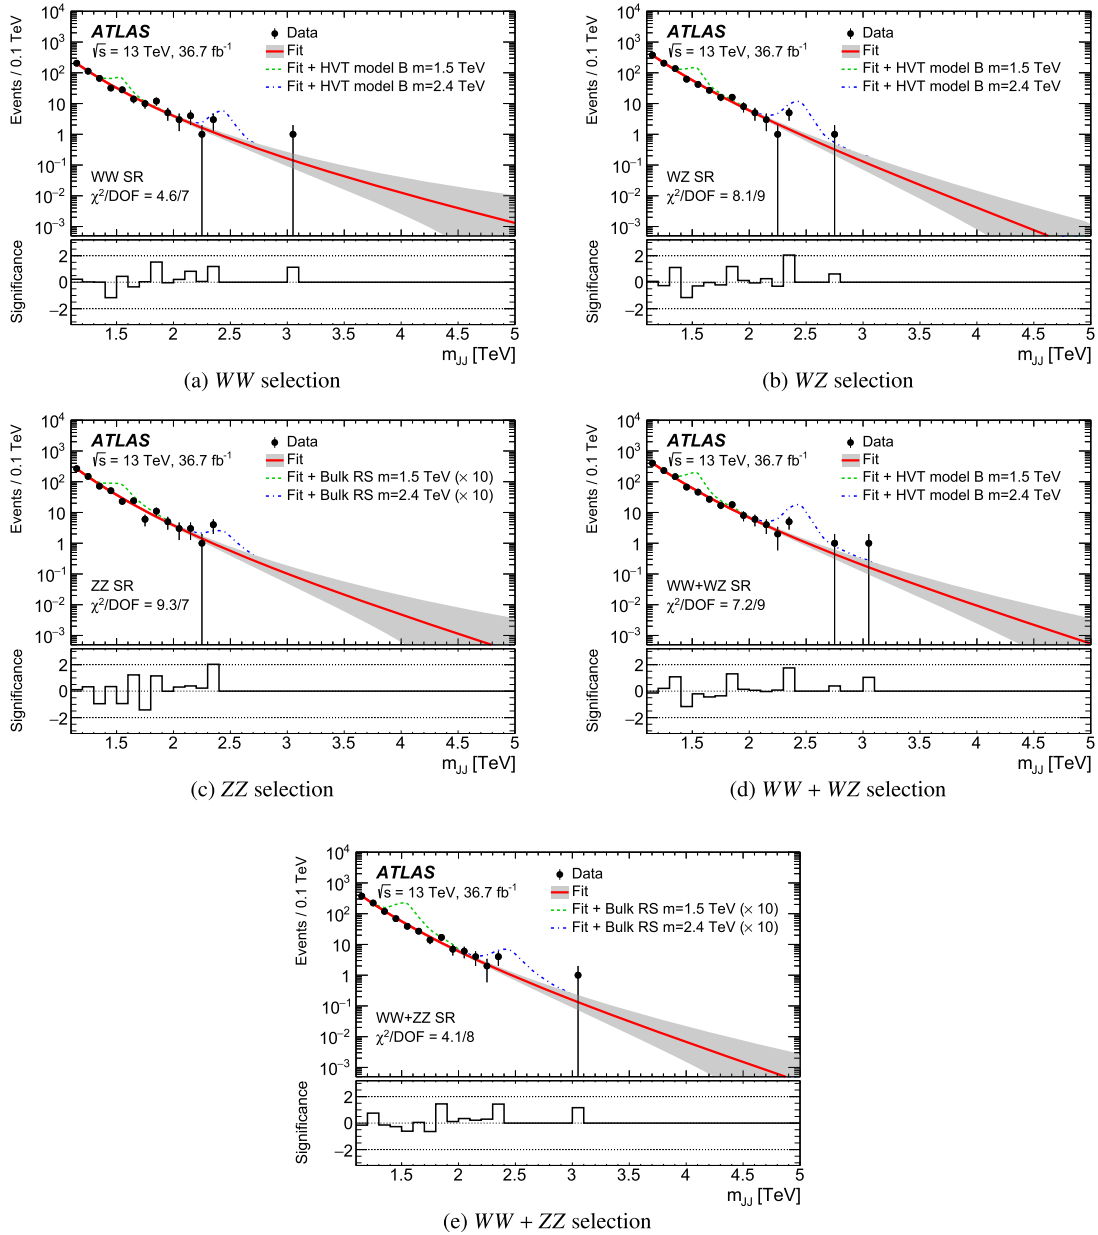 Events / 0.1 TeV
10⁴
10³
10²
10
1
10⁻¹
10⁻²
10⁻³
ATLAS
√s = 13 TeV, 36.7 fb⁻¹
Data
Fit
Fit + HVT model B m=1.5 TeV
Fit + HVT model B m=2.4 TeV
WW SR
χ²/DOF = 4.6/7
Significance
2
0
−2
1.5 2 2.5 3 3.5 4 4.5 5
m_JJ [TeV]
(a) WW selection
Events / 0.1 TeV
10⁴
10³
10²
10
1
10⁻¹
10⁻²
10⁻³
ATLAS
√s = 13 TeV, 36.7 fb⁻¹
Data
Fit
Fit + HVT model B m=1.5 TeV
Fit + HVT model B m=2.4 TeV
WZ SR
χ²/DOF = 8.1/9
Significance
2
0
−2
1.5 2 2.5 3 3.5 4 4.5 5
m_JJ [TeV]
(b) WZ selection
Events / 0.1 TeV
10⁴
10³
10²
10
1
10⁻¹
10⁻²
10⁻³
ATLAS
√s = 13 TeV, 36.7 fb⁻¹
Data
Fit
Fit + Bulk RS m=1.5 TeV (× 10)
Fit + Bulk RS m=2.4 TeV (× 10)
ZZ SR
χ²/DOF = 9.3/7
Significance
2
0
−2
1.5 2 2.5 3 3.5 4 4.5 5
m_JJ [TeV]
(c) ZZ selection
Events / 0.1 TeV
10⁴
10³
10²
10
1
10⁻¹
10⁻²
10⁻³
ATLAS
√s = 13 TeV, 36.7 fb⁻¹
Data
Fit
Fit + HVT model B m=1.5 TeV
Fit + HVT model B m=2.4 TeV
WW+WZ SR
χ²/DOF = 7.2/9
Significance
2
0
−2
1.5 2 2.5 3 3.5 4 4.5 5
m_JJ [TeV]
(d) WW + WZ selection
Events / 0.1 TeV
10⁴
10³
10²
10
1
10⁻¹
10⁻²
10⁻³
ATLAS
√s = 13 TeV, 36.7 fb⁻¹
Data
Fit
Fit + Bulk RS m=1.5 TeV (× 10)
Fit + Bulk RS m=2.4 TeV (× 10)
WW+ZZ SR
χ²/DOF = 4.1/8
Significance
2
0
−2
1.5 2 2.5 3 3.5 4 4.5 5
m_JJ [TeV]
(e) WW + ZZ selection